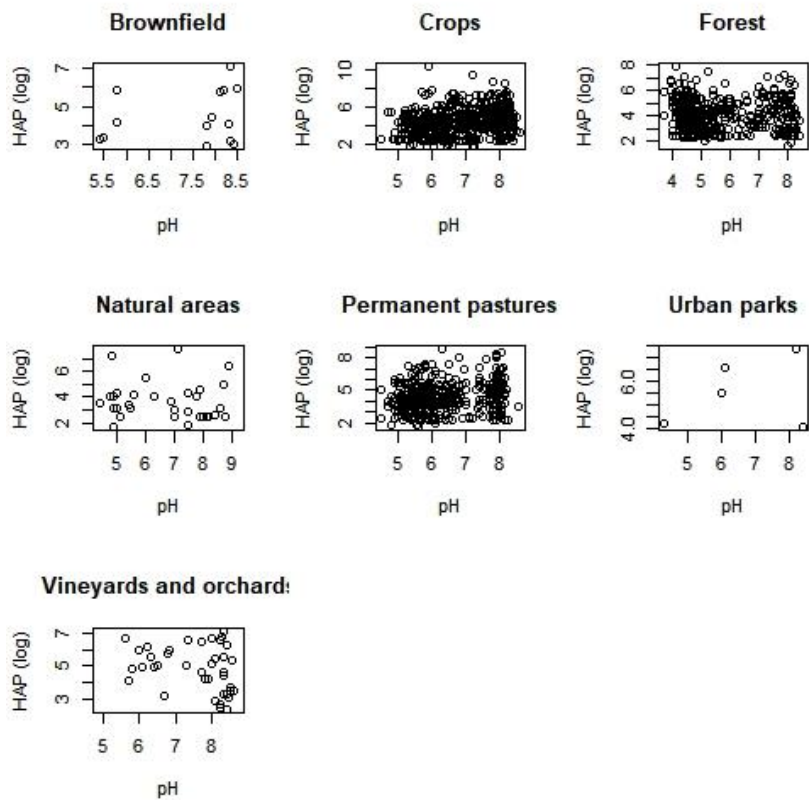 Brownfield
HAP (log)
7
5
3
5.5
6.5
7.5
8.5
pH
Crops
HAP (log)
10
6
2
5
6
7
8
pH
Forest
HAP (log)
8
6
4
2
4
5
6
7
8
pH
Natural areas
HAP (log)
6
4
2
5
6
7
8
9
pH
Permanent pastures
HAP (log)
8
5
2
5
6
7
8
pH
Urban parks
HAP (log)
6.0
4.0
5
6
7
8
pH
Vineyards and orchards
HAP (log)
7
5
3
5
6
7
8
pH